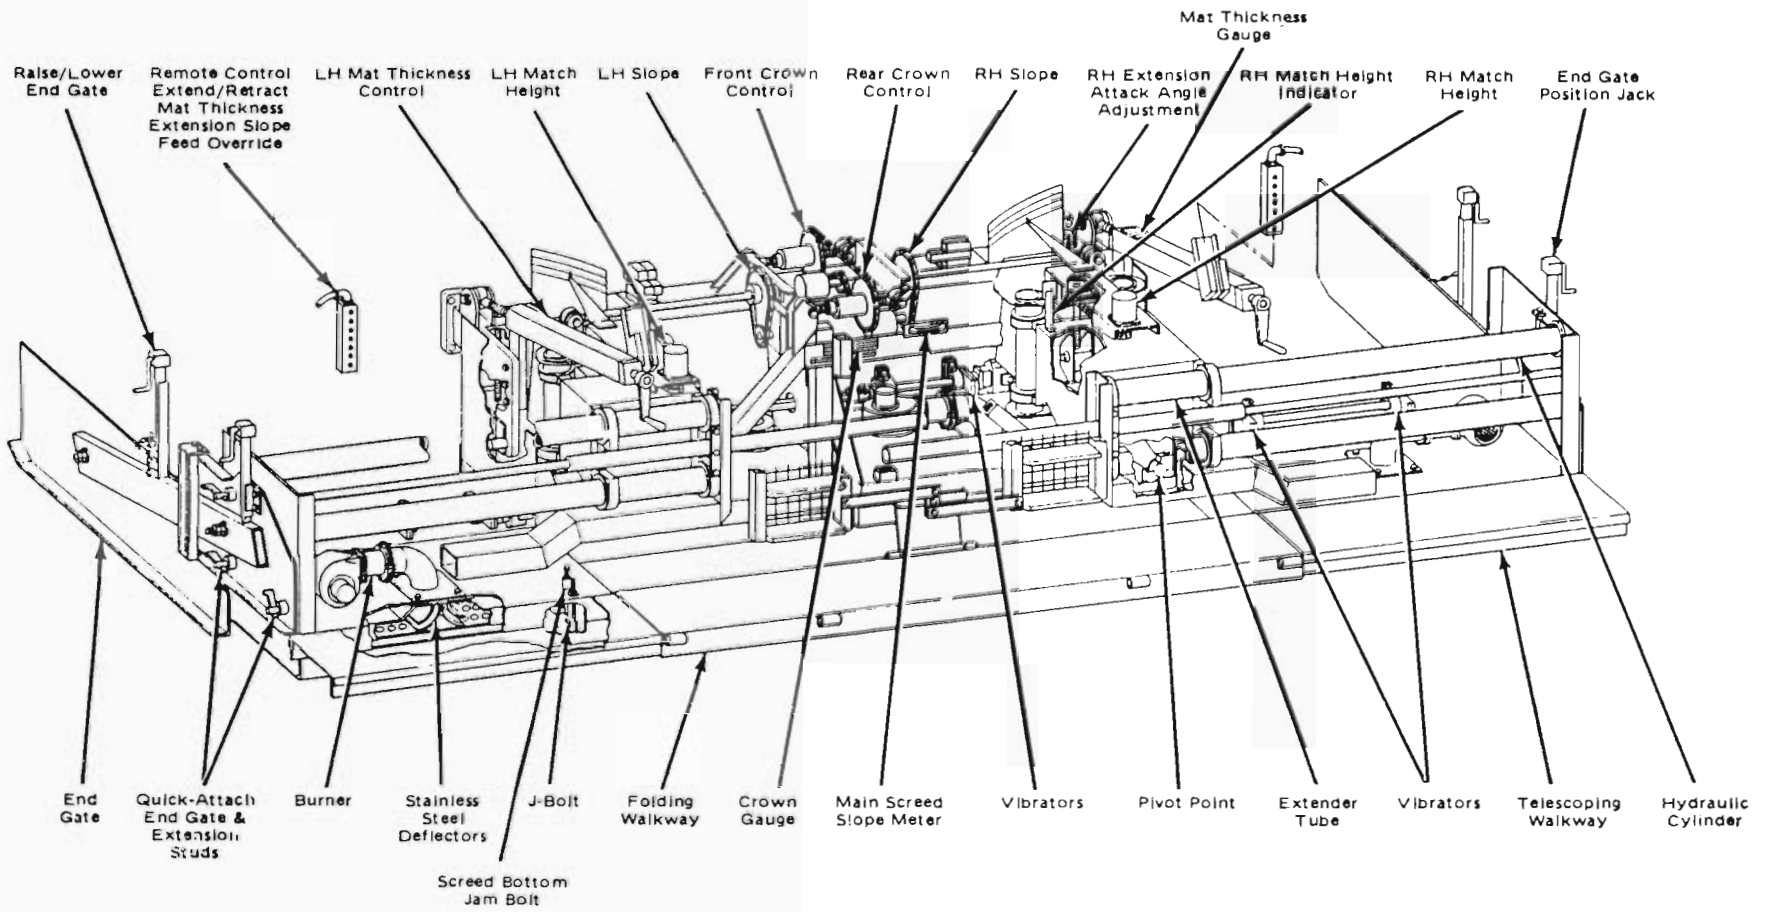 Mat Thickness
Gauge
Raise/Lower
End Gate
Remote Control
Extend/Retract
Mat Thickness
Extension Slope
Feed Override
LH Mat Thickness
Control
LH Match
Height
LH Slope
Front Crown
Control
Rear Crown
Control
RH Slope
RH Extension
Attack Angle
Adjustment
RH Match Height
Indicator
RH Match
Height
End Gate
Position Jack
End
Gate
Quick-Attach
End Gate &
Extension
Studs
Burner
Stainless
Steel
Deflectors
J-Bolt
Screed Bottom
Jam Bolt
Folding
Walkway
Crown
Gauge
Main Screed
Slope Meter
Vibrators
Pivot Point
Extender
Tube
Vibrators
Telescoping
Walkway
Hydraulic
Cylinder